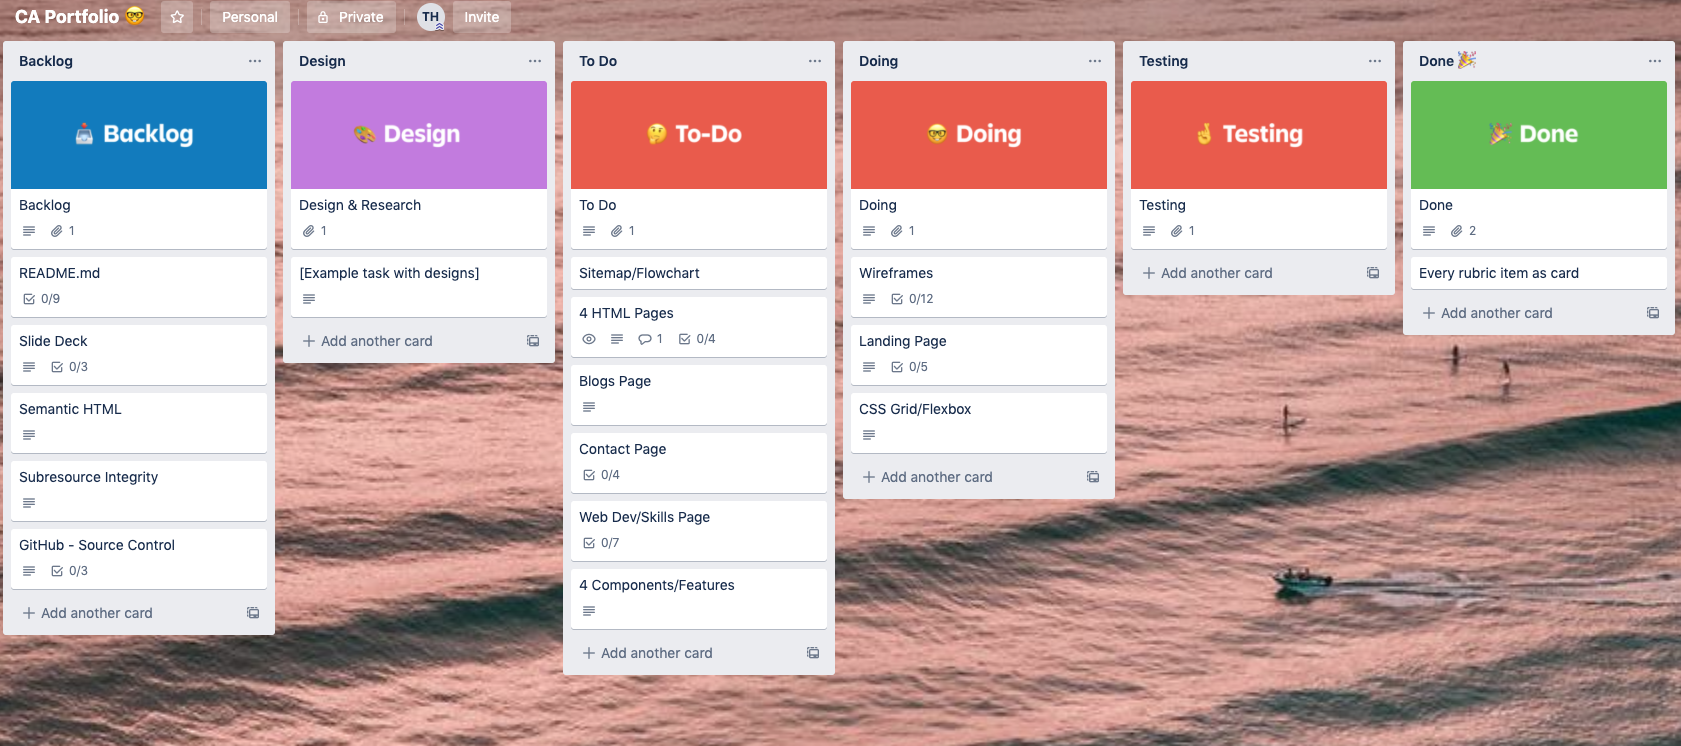 CA Portfolio 🤓
Personal
Private
TH
Invite
Backlog
📤 Backlog
Backlog
1
README.md
0/9
Slide Deck
0/3
Semantic HTML
Subresource Integrity
GitHub - Source Control
0/3
Add another card
Design
🎨 Design
Design & Research
1
[Example task with designs]
Add another card
To Do
🤔 To-Do
To Do
1
Sitemap/Flowchart
4 HTML Pages
1 0/4
Blogs Page
Contact Page
0/4
Web Dev/Skills Page
0/7
4 Components/Features
Add another card
Doing
🤓 Doing
Doing
1
Wireframes
0/12
Landing Page
0/5
CSS Grid/Flexbox
Add another card
Testing
🤞 Testing
Testing
1
Add another card
Done 🎉
🎉 Done
Done
2
Every rubric item as card
Add another card